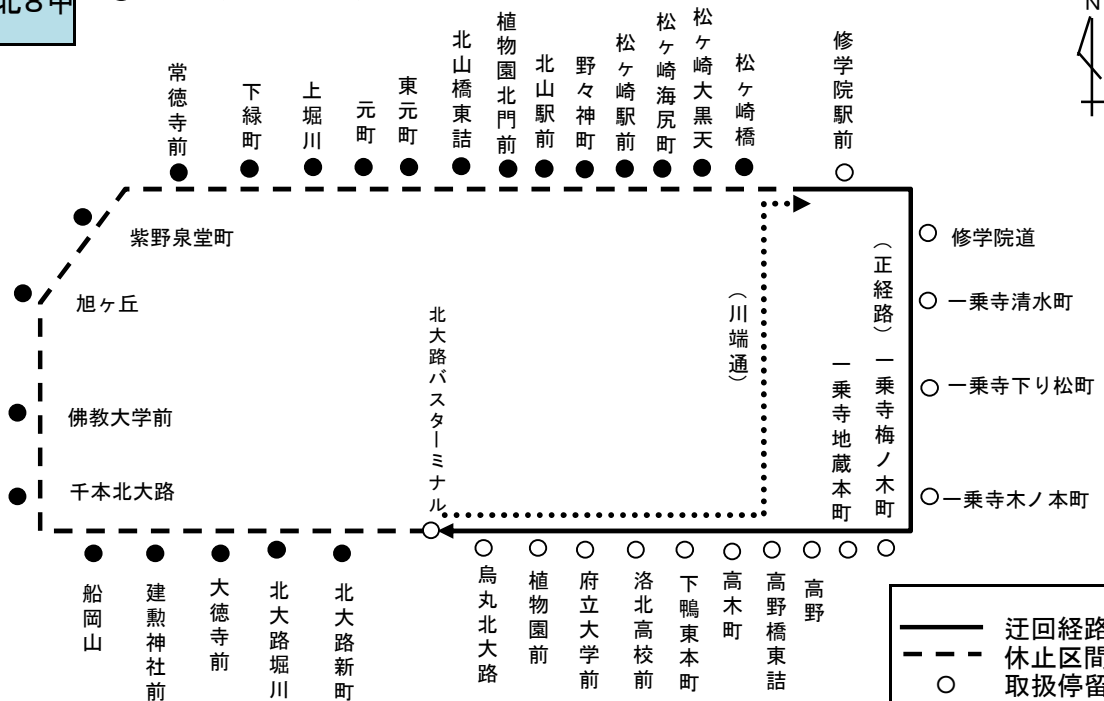 北8甲
N
常徳寺前
下緑町
上堀川
元町
東元町
北山橋東詰
植物園北門前
北山駅前
野々神町
松ヶ崎駅前
松ヶ崎海尻町
松ヶ崎大黒天
松ヶ崎橋
修学院駅前
紫野泉堂町
旭ヶ丘
佛教大学前
千本北大路
北大路バスターミナル
（川端通）
（正経路）
修学院道
一乗寺清水町
一乗寺下り松町
一乗寺木ノ本町
一乗寺地蔵本町
一乗寺梅ノ木町
船岡山
建勲神社前
大徳寺前
北大路堀川
北大路新町
烏丸北大路
植物園前
府立大学前
洛北高校前
下鴨東本町
高木町
高野橋東詰
高野
迂回経路
休止区間
取扱停留